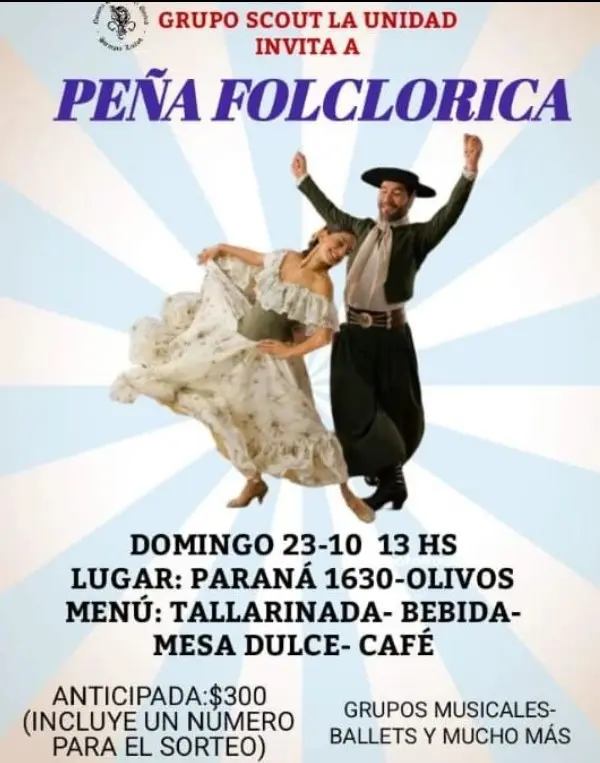 GRUPO SCOUT LA UNIDAD
INVITA A
PEÑA FOLCLORICA
DOMINGO 23-10 13 HS
LUGAR: PARANÁ 1630-OLIVOS
MENÚ: TALLARINADA- BEBIDA-
MESA DULCE- CAFÉ
ANTICIPADA:$300
(INCLUYE UN NÚMERO
PARA EL SORTEO)
GRUPOS MUSICALES-
BALLETS Y MUCHO MÁS